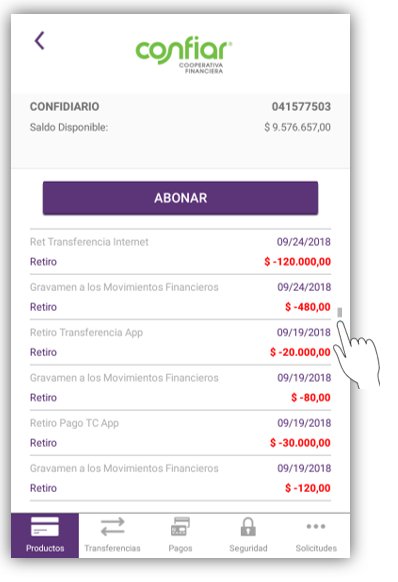 confiar®
COOPERATIVA
FINANCIERA
CONFIDIARIO 041577503
Saldo Disponible: $ 9.576.657,00
ABONAR
Ret Transferencia Internet 09/24/2018
Retiro $ -120.000,00
Gravamen a los Movimientos Financieros 09/24/2018
Retiro $ -480,00
Retiro Transferencia App 09/19/2018
Retiro $ -20.000,00
Gravamen a los Movimientos Financieros 09/19/2018
Retiro $ -80,00
Retiro Pago TC App 09/19/2018
Retiro $ -30.000,00
Gravamen a los Movimientos Financieros 09/19/2018
Retiro $ -120,00
Productos Transferencias Pagos Seguridad Solicitudes